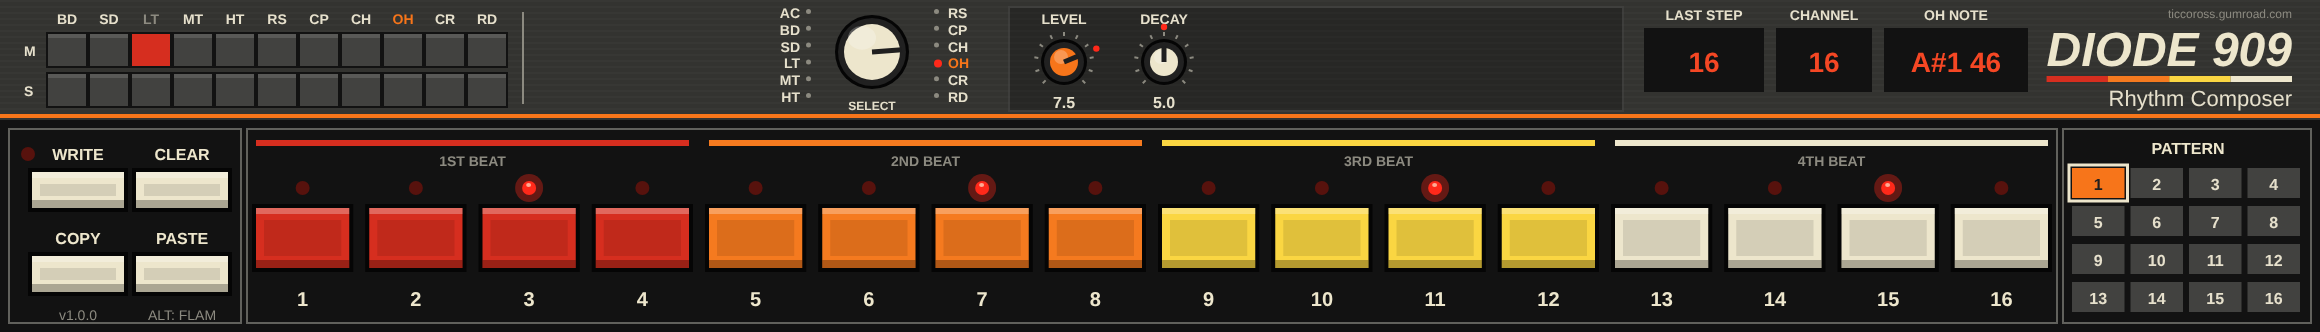 BD SD LT MT HT RS CP CH OH CR RD
M
S
AC
BD
SD
LT
MT
HT
SELECT
RS
CP
CH
OH
CR
RD
LEVEL DECAY
7.5 5.0
LAST STEP CHANNEL OH NOTE
16 16 A#1 46
ticcoross.gumroad.com
DIODE 909
Rhythm Composer
WRITE CLEAR
COPY PASTE
v1.0.0 ALT: FLAM
1ST BEAT 2ND BEAT 3RD BEAT 4TH BEAT
1 2 3 4 5 6 7 8 9 10 11 12 13 14 15 16
PATTERN
1 2 3 4
5 6 7 8
9 10 11 12
13 14 15 16